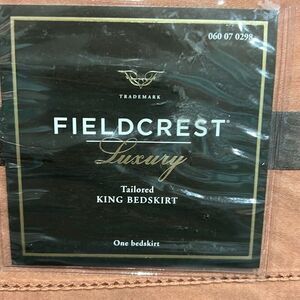 060 07 0298
TRADEMARK
FIELDCREST®
Luxury
Tailored
KING BEDSKIRT
One bedskirt